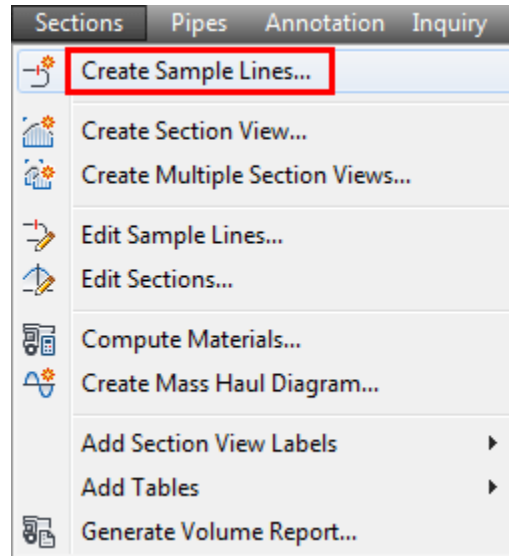 Sections Pipes Annotation Inquiry
Create Sample Lines...
Create Section View...
Create Multiple Section Views...
Edit Sample Lines...
Edit Sections...
Compute Materials...
Create Mass Haul Diagram...
Add Section View Labels
Add Tables
Generate Volume Report...